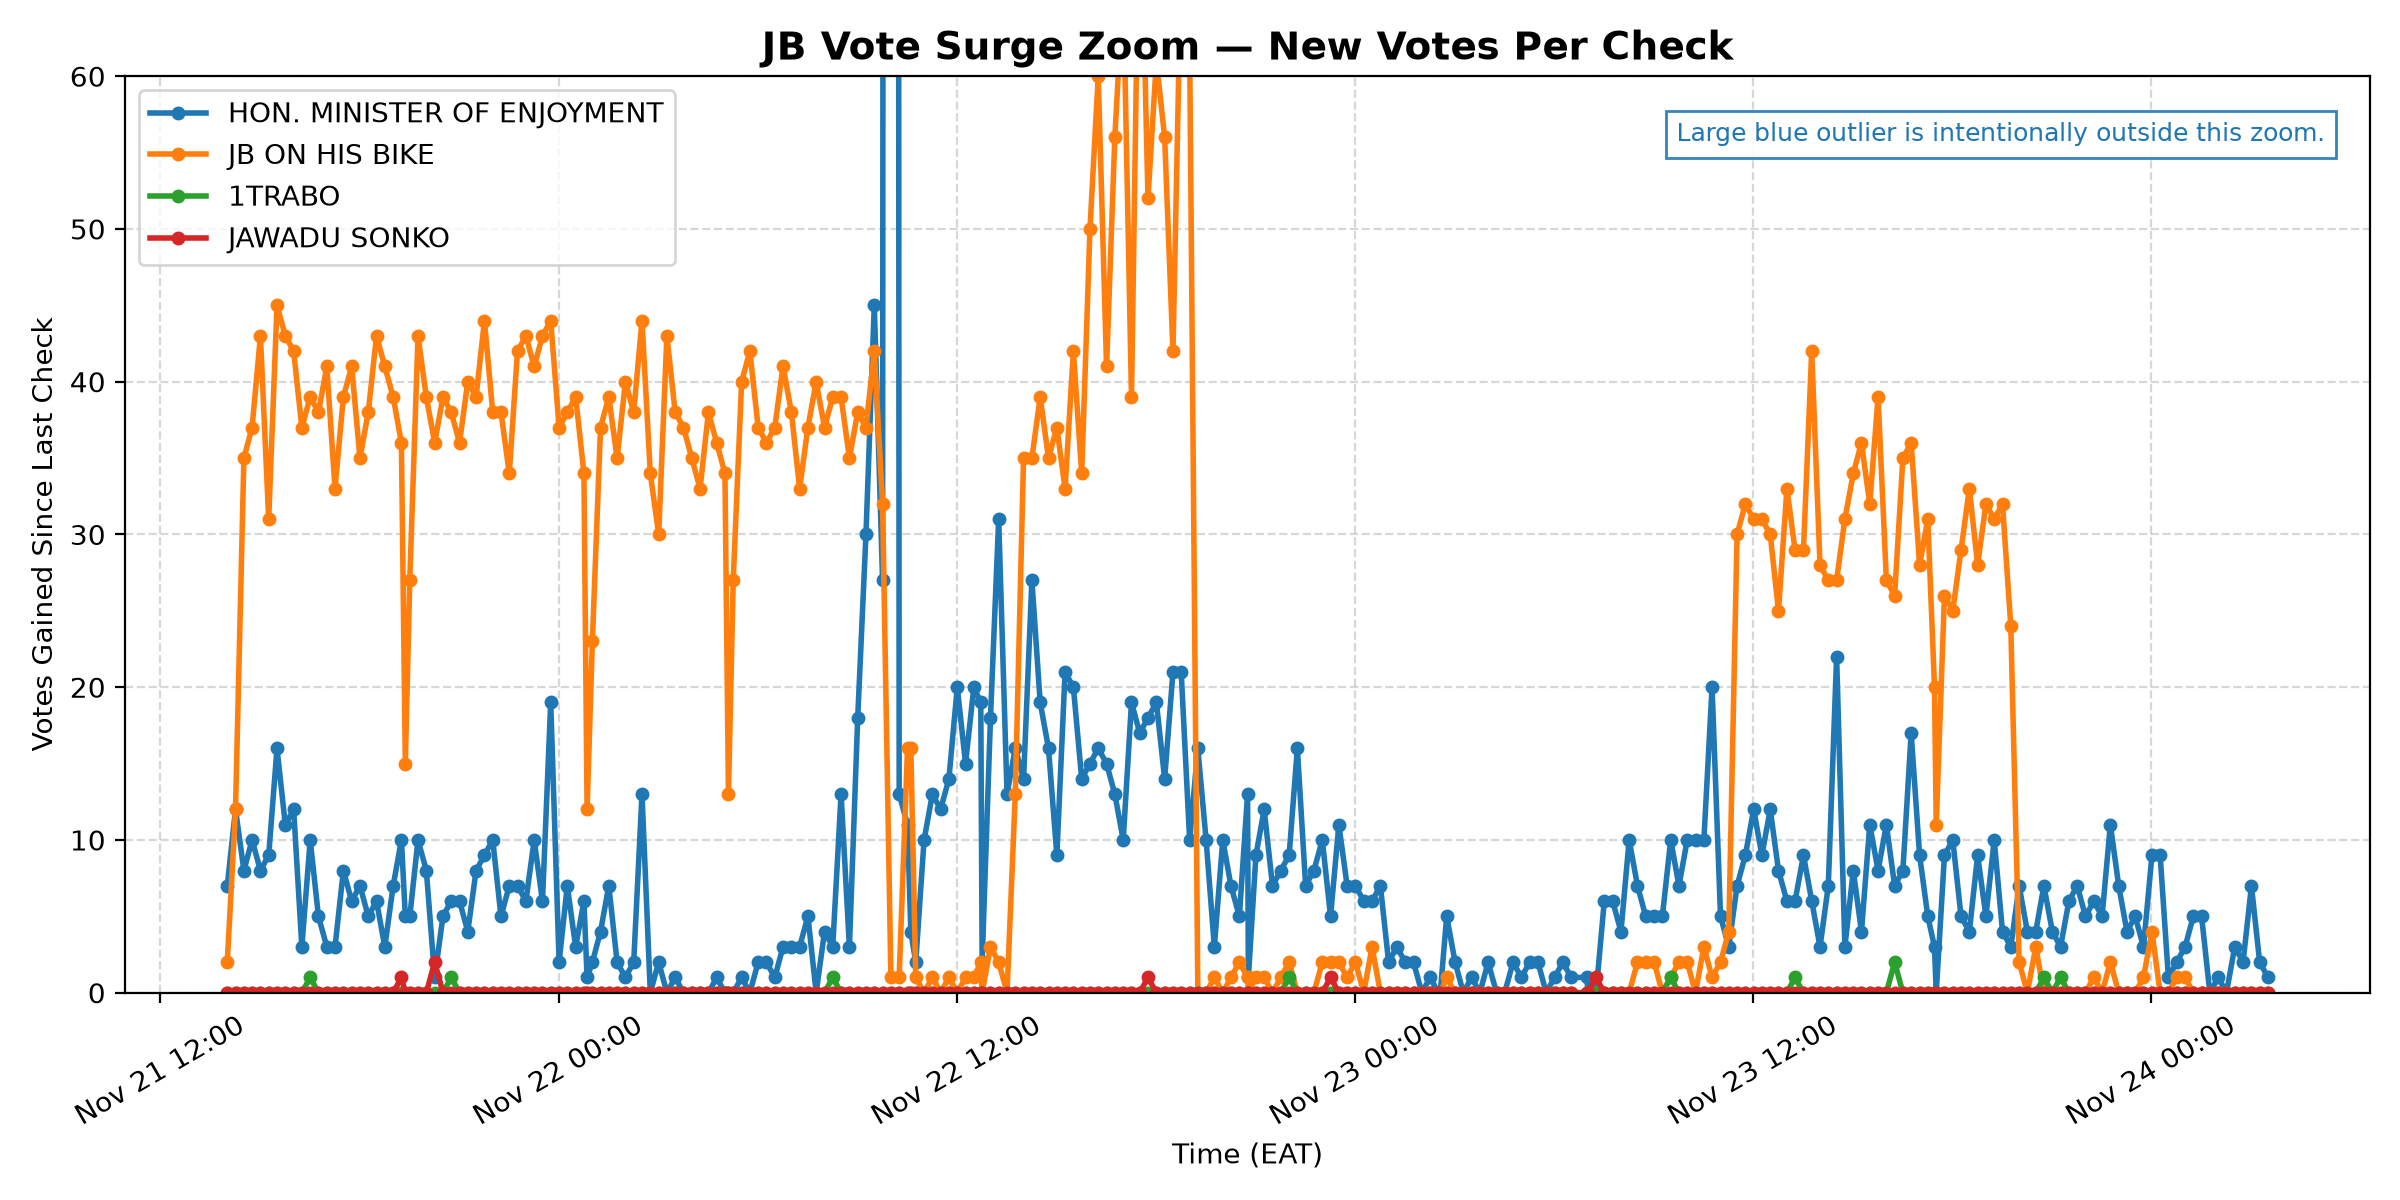 JB Vote Surge Zoom — New Votes Per Check
HON. MINISTER OF ENJOYMENT
JB ON HIS BIKE
1TRABO
JAWADU SONKO
Large blue outlier is intentionally outside this zoom.
Votes Gained Since Last Check
60
50
40
30
20
10
0
Nov 21 12:00
Nov 22 00:00
Nov 22 12:00
Nov 23 00:00
Nov 23 12:00
Nov 24 00:00
Time (EAT)